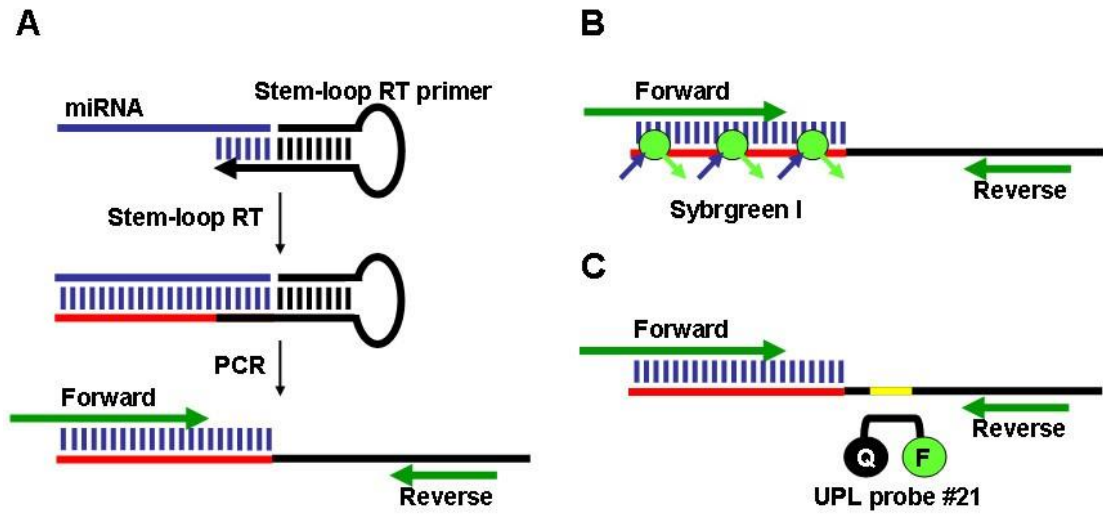 A
miRNA
Stem-loop RT primer
Stem-loop RT
PCR
Forward
Reverse
B
Forward
Reverse
Sybrgreen I
C
Forward
Reverse
Q
F
UPL probe #21